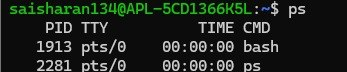 saisharan134@APL-5CD1366K5L:~$ ps
PID TTY TIME CMD
1913 pts/0 00:00:00 bash
2281 pts/0 00:00:00 ps